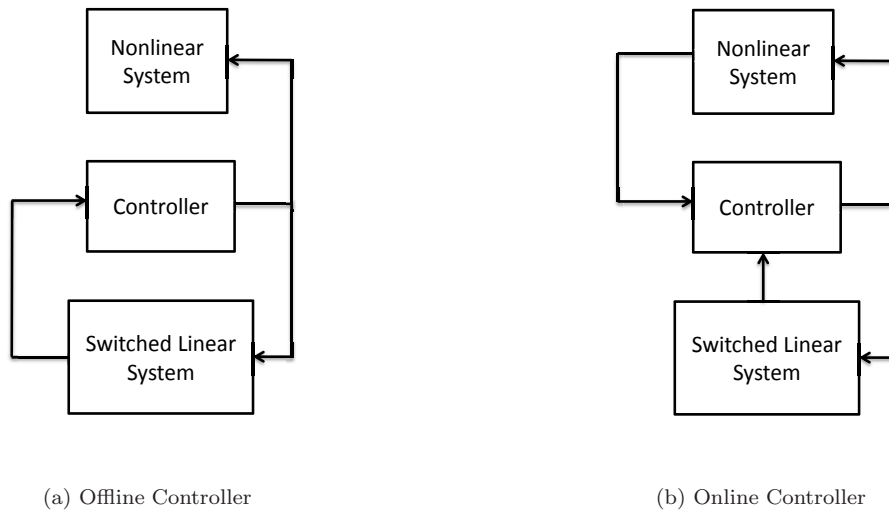 Nonlinear
System
Controller
Switched Linear
System
(a) Offline Controller
Nonlinear
System
Controller
Switched Linear
System
(b) Online Controller